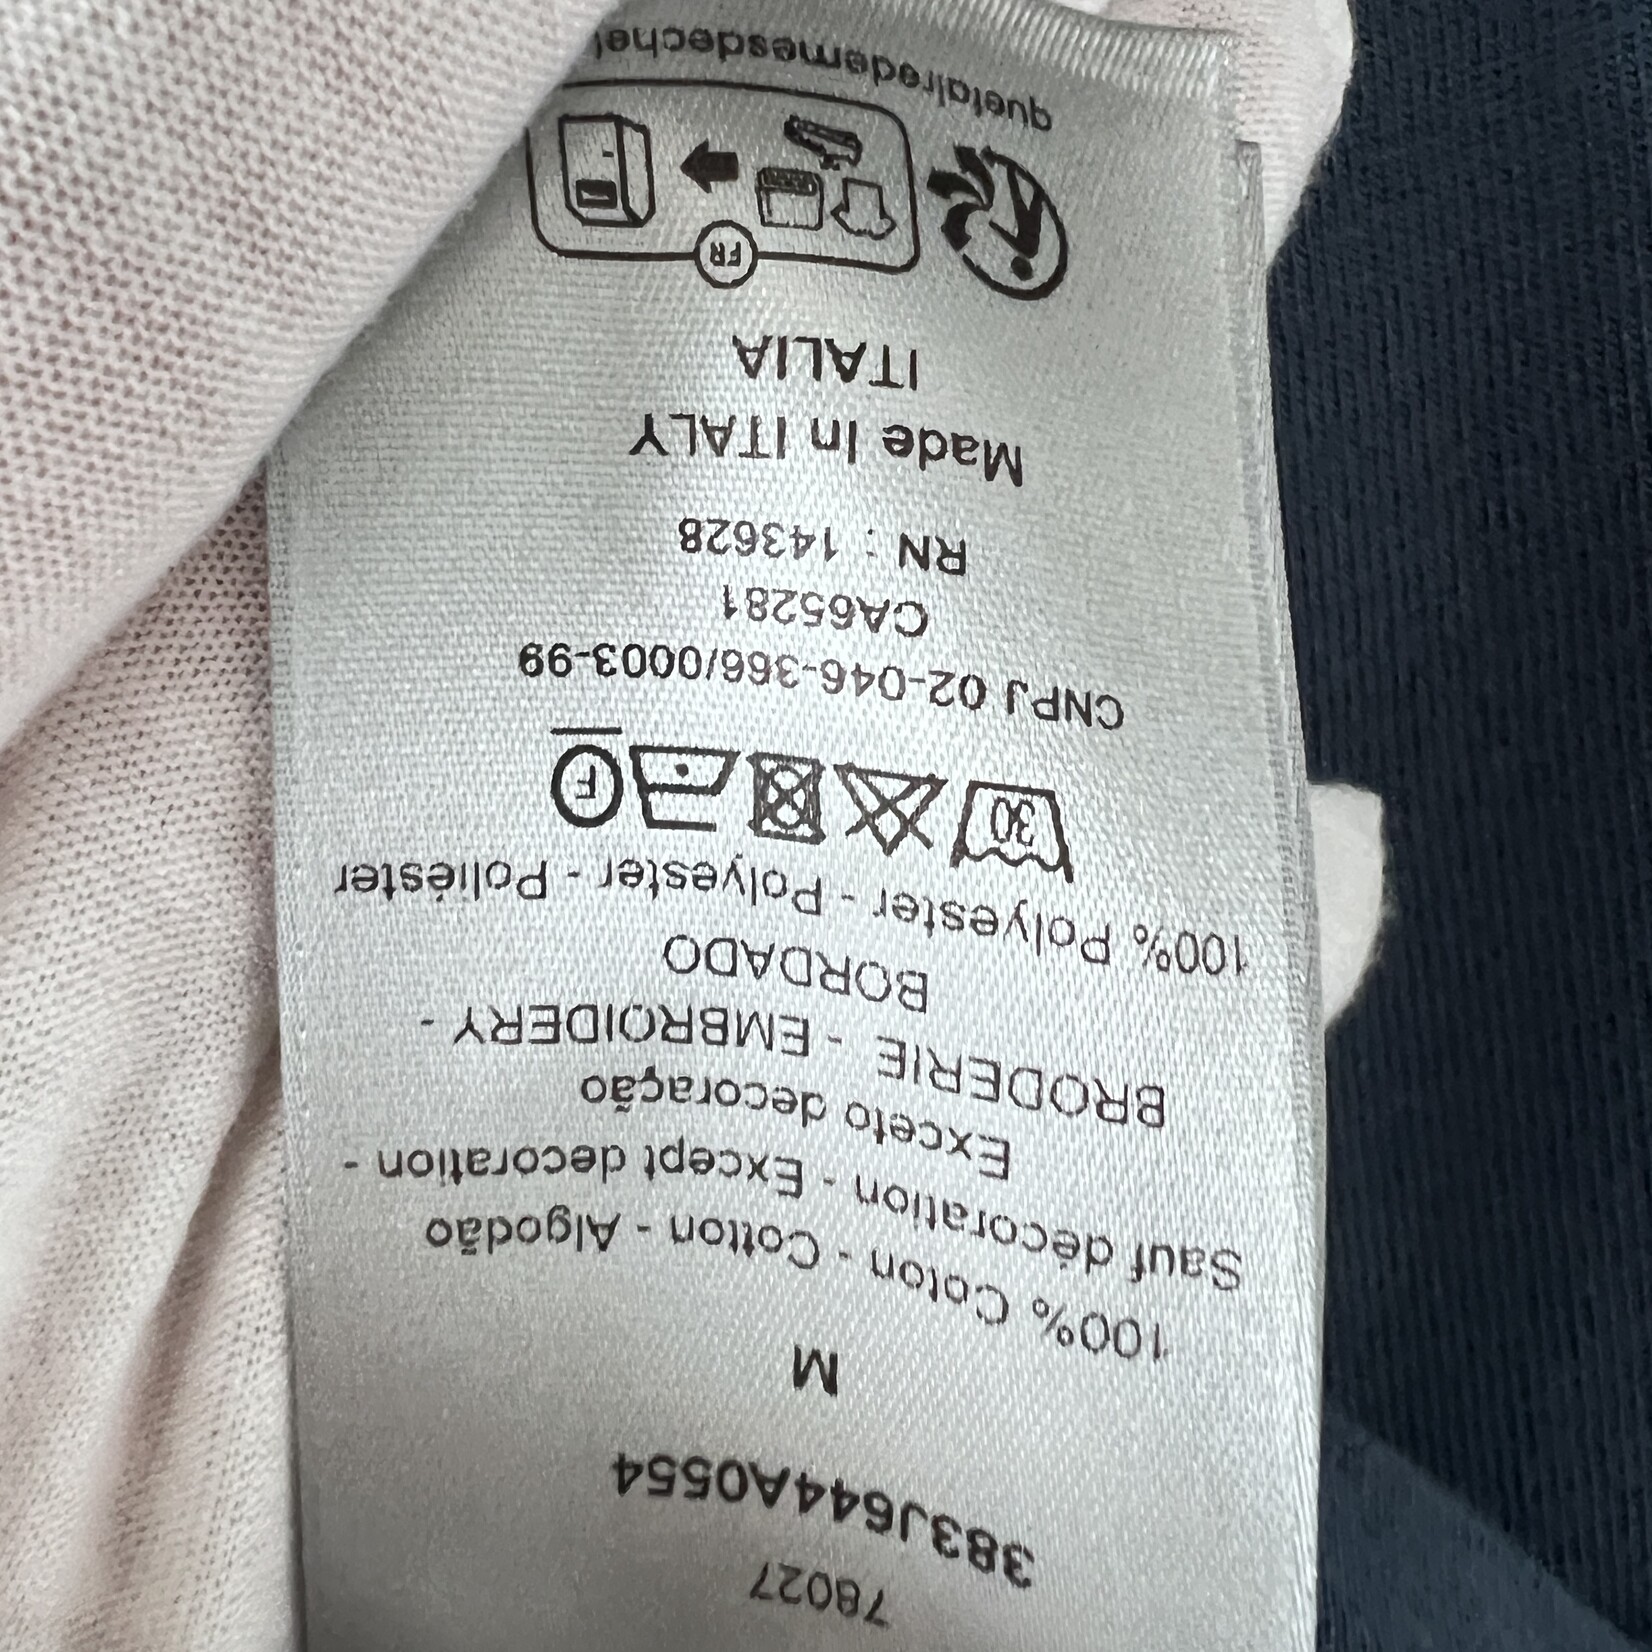 78027
383J644A0554
M
100% Coton - Cotton - Algodão
Sauf décoration - Except decoration -
Exceto decoração
BRODERIE - EMBROIDERY -
BORDADO
100% Polyester - Polyester - Poliéster
30
F
CNPJ 02-046-366/0003-99
CA65281
RN : 143628
Made In ITALY
ITALIA
FR
quefairedemesdechets